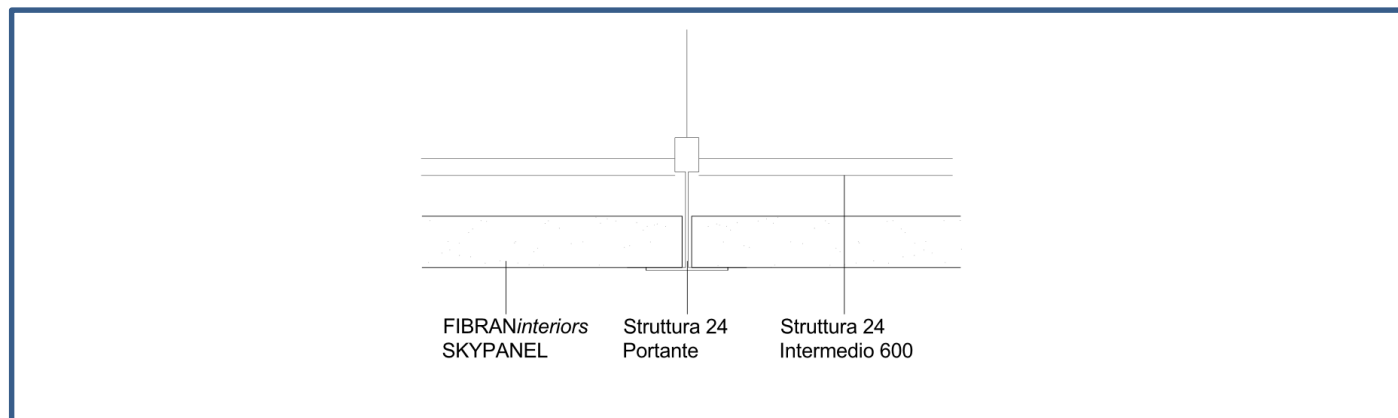 FIBRANinteriors
SKYPANEL
Struttura 24
Portante
Struttura 24
Intermedio 600